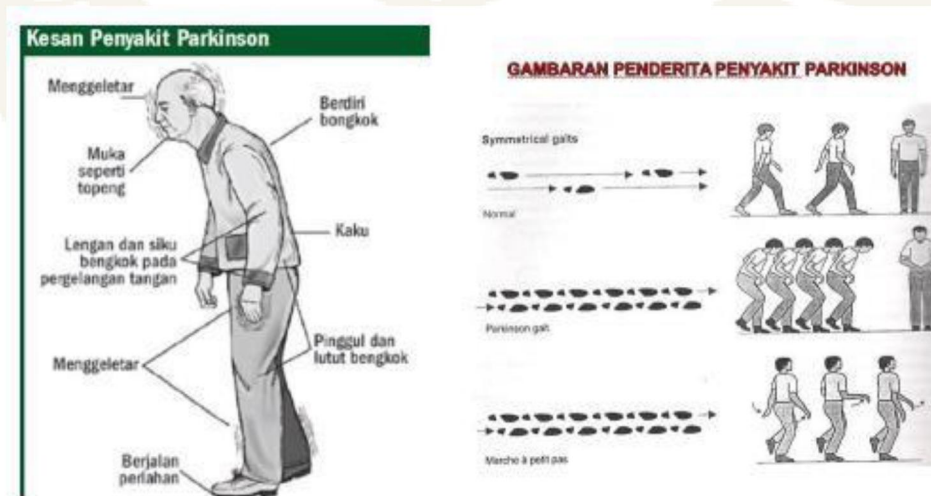 Kesan Penyakit Parkinson
Menggeletar
Berdiri
bongkok
Muka
seperti
topeng
Kaku
Lengan dan siku
bengkok pada
pergelangan tangan
Pinggul dan
lutut bengkok
Menggeletar
Berjalan
perlahan
GAMBARAN PENDERITA PENYAKIT PARKINSON
Symmetrical gaits
Normal
Parkinson gait
Marche à petit pas